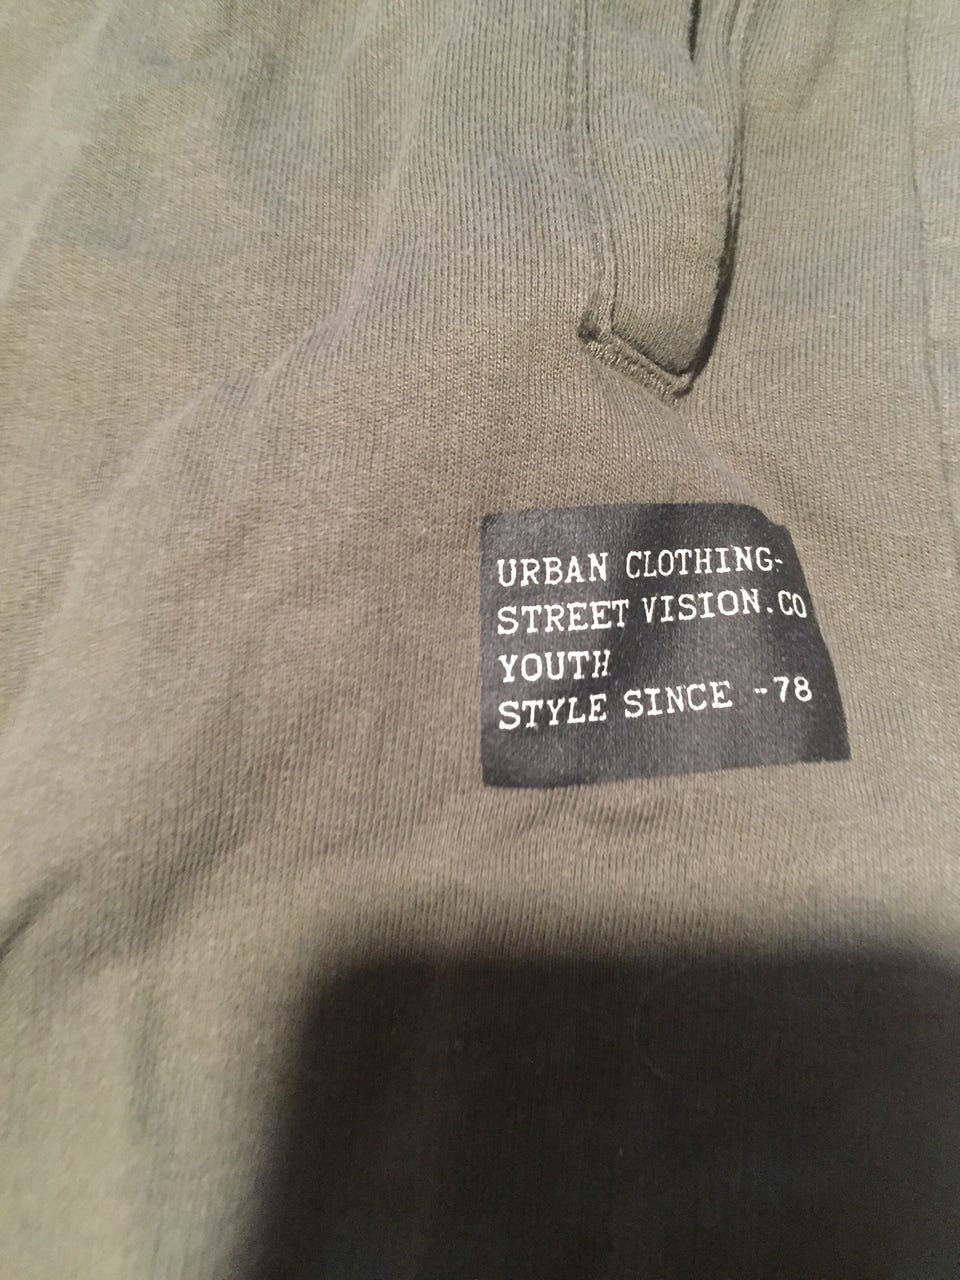 URBAN CLOTHING-
STREET VISION.CO
YOUTH
STYLE SINCE -78